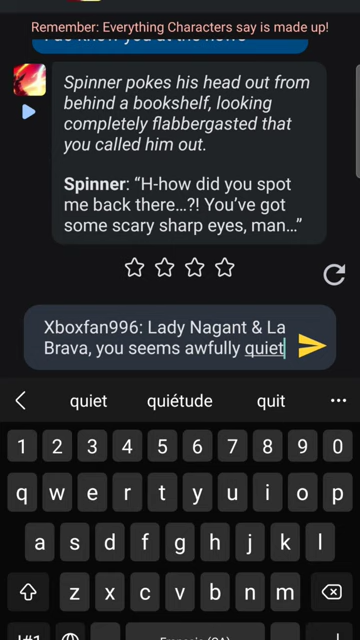 Remember: Everything Characters say is made up!
Spinner pokes his head out from
behind a bookshelf, looking
completely flabbergasted that
you called him out.
Spinner: “H-how did you spot
me back there…?! You’ve got
some scary sharp eyes, man…”
Xboxfan996: Lady Nagant & La
Brava, you seems awfully quiet
quiet quiétude quit
1 2 3 4 5 6 7 8 9 0
q w e r t y u i o p
a s d f g h j k l
z x c v b n m
!#1